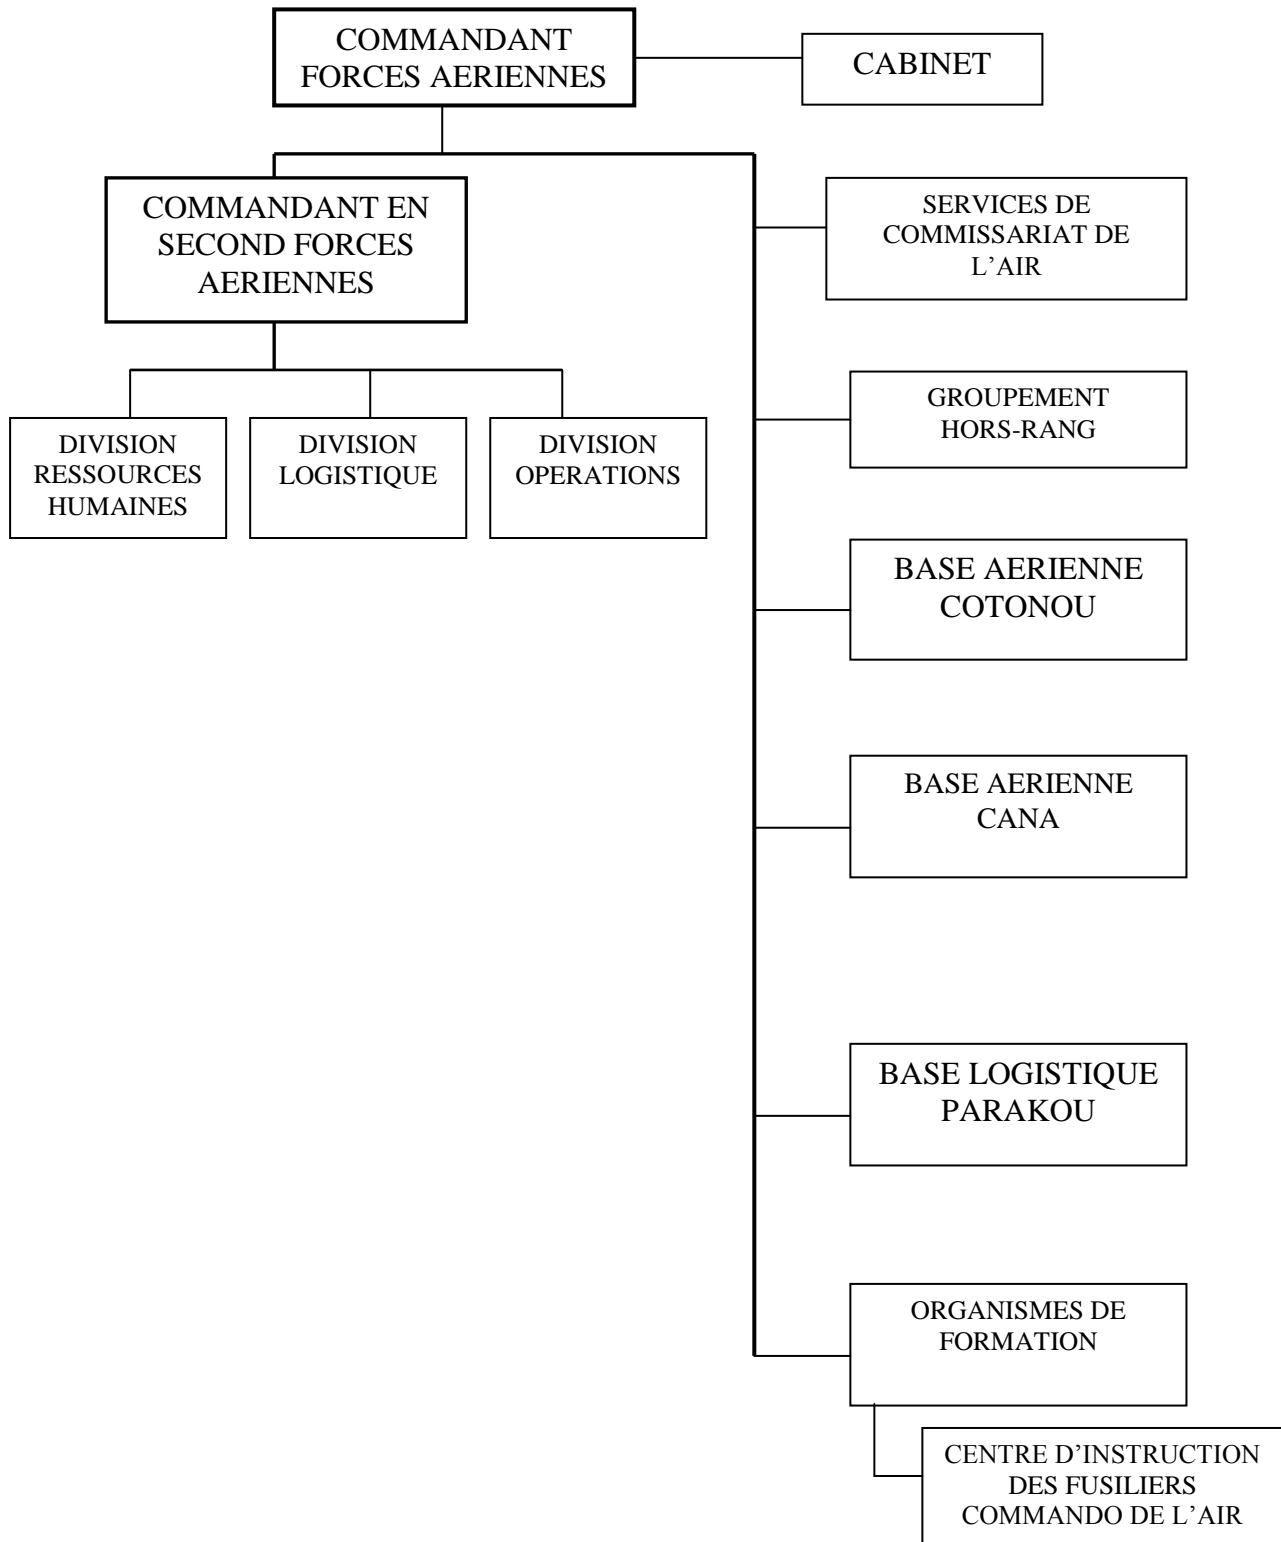 COMMANDANT
FORCES AERIENNES
CABINET
COMMANDANT EN
SECOND FORCES
AERIENNES
SERVICES DE
COMMISSARIAT DE
L’AIR
GROUPEMENT
HORS-RANG
DIVISION
RESSOURCES
HUMAINES
DIVISION
LOGISTIQUE
DIVISION
OPERATIONS
BASE AERIENNE
COTONOU
BASE AERIENNE
CANA
BASE LOGISTIQUE
PARAKOU
ORGANISMES DE
FORMATION
CENTRE D’INSTRUCTION
DES FUSILIERS
COMMANDO DE L’AIR